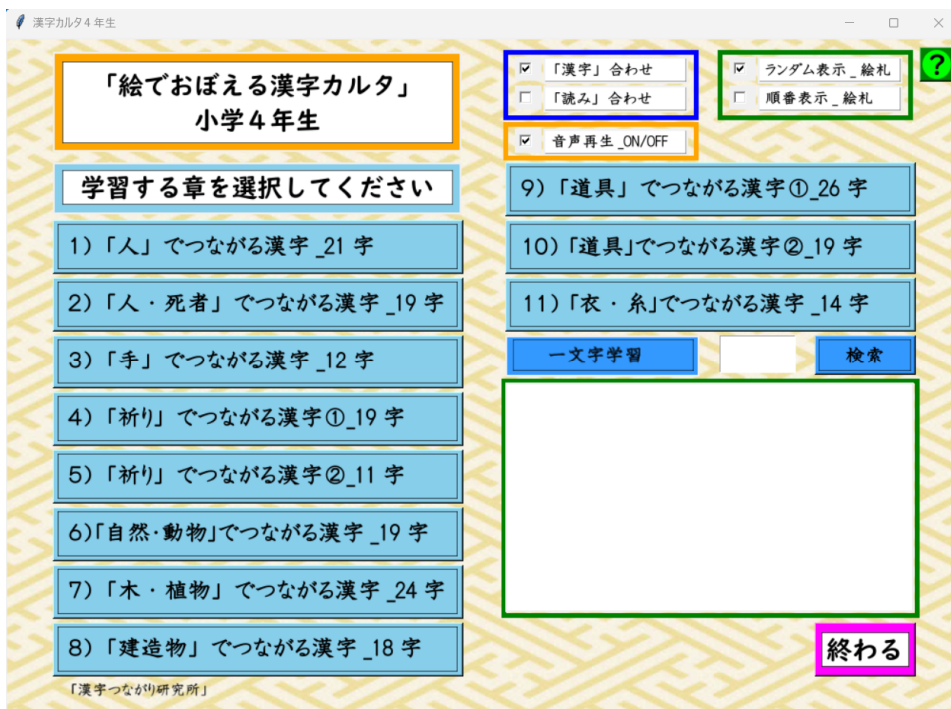 漢字カルタ4年生
「絵でおぼえる漢字カルタ」
小学4年生
学習する章を選択してください
1)「人」でつながる漢字_21字
2)「人・死者」でつながる漢字_19字
3)「手」でつながる漢字_12字
4)「祈り」でつながる漢字①_19字
5)「祈り」でつながる漢字②_11字
6)「自然・動物」でつながる漢字_19字
7)「木・植物」でつながる漢字_24字
8)「建造物」でつながる漢字_18字
「漢字つながり研究所」
「漢字」合わせ
「読み」合わせ
音声再生_ON/OFF
ランダム表示_絵札
順番表示_絵札
?
9)「道具」でつながる漢字①_26字
10)「道具」でつながる漢字②_19字
11)「衣・糸」でつながる漢字_14字
一文字学習
検索
終わる